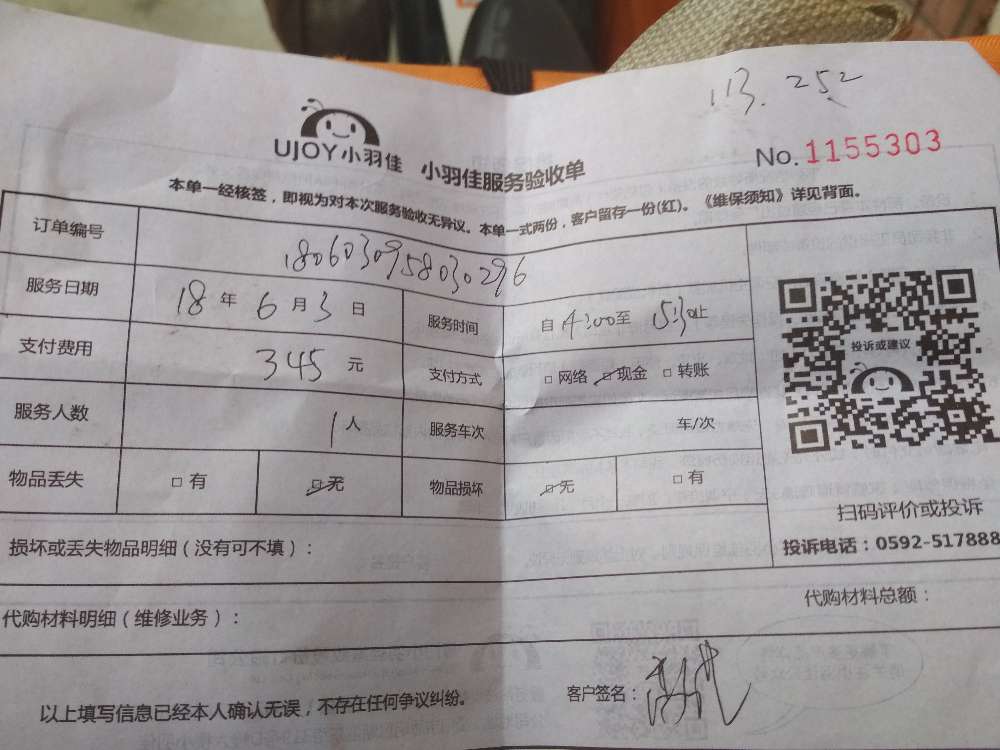 113. 252
UJOY小羽佳 小羽佳服务验收单
No. 1155303
本单一经核签，即视为对本次服务验收无异议。本单一式两份，客户留存一份(红)。《维保须知》详见背面。
订单编号 1806030958030296
服务日期 18 年 6 月 3 日 服务时间 自 14:00 至 15:30 止
支付费用 345 元 支付方式 □ 网络 ☑ 现金 □ 转账
服务人数 1 人 服务车次 车/次
物品丢失 □ 有 ☑ 无 物品损坏 ☑ 无 □ 有
投诉或建议
扫码评价或投诉
投诉电话：0592-517888
损坏或丢失物品明细（没有可不填）：
代购材料明细（维修业务）：
代购材料总额：
以上填写信息已经本人确认无误，不存在任何争议纠纷。
客户签名：